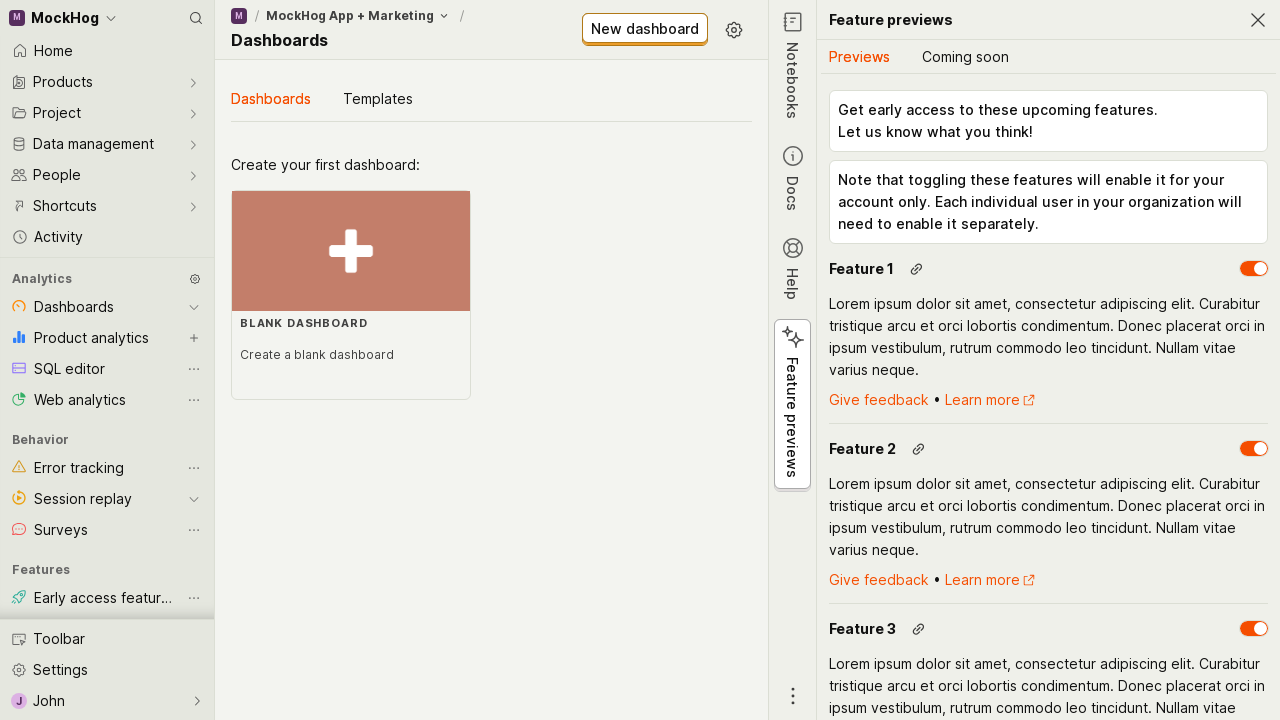 M MockHog
Home
Products
Project
Data management
People
Shortcuts
Activity
Analytics
Dashboards
Product analytics
SQL editor
Web analytics
Behavior
Error tracking
Session replay
Surveys
Features
Early access featur...
Toolbar
Settings
J John
M / MockHog App + Marketing /
Dashboards
New dashboard
Dashboards Templates
Create your first dashboard:
BLANK DASHBOARD
Create a blank dashboard
Notebooks
Docs
Help
Feature previews
Feature previews
Previews Coming soon
Get early access to these upcoming features.
Let us know what you think!
Note that toggling these features will enable it for your
account only. Each individual user in your organization will
need to enable it separately.
Feature 1
Lorem ipsum dolor sit amet, consectetur adipiscing elit. Curabitur
tristique arcu et orci lobortis condimentum. Donec placerat orci in
ipsum vestibulum, rutrum commodo leo tincidunt. Nullam vitae
varius neque.
Give feedback • Learn more
Feature 2
Lorem ipsum dolor sit amet, consectetur adipiscing elit. Curabitur
tristique arcu et orci lobortis condimentum. Donec placerat orci in
ipsum vestibulum, rutrum commodo leo tincidunt. Nullam vitae
varius neque.
Give feedback • Learn more
Feature 3
Lorem ipsum dolor sit amet, consectetur adipiscing elit. Curabitur
tristique arcu et orci lobortis condimentum. Donec placerat orci in
ipsum vestibulum, rutrum commodo leo tincidunt. Nullam vitae